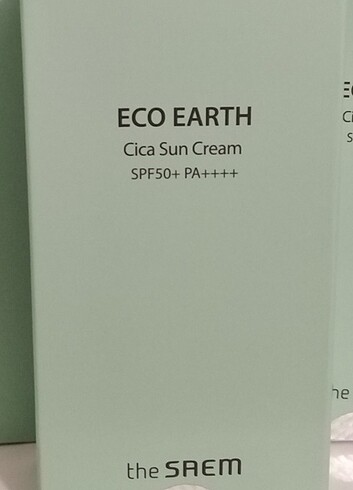 ECO EARTH
Cica Sun Cream
SPF50+ PA++++
the SAEM